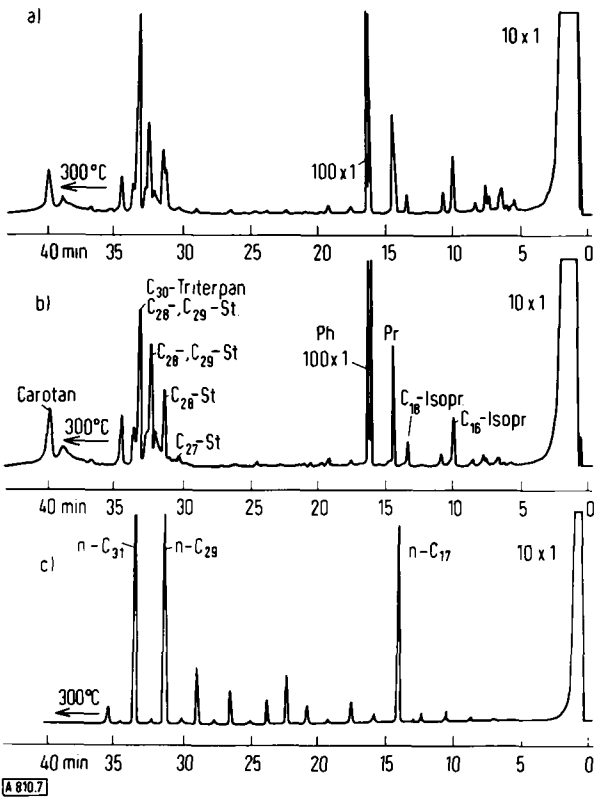 a)
10 x 1
300°C
100 x 1
40 min 35 30 25 20 15 10 5 0
b)
C30-Triterpan
C28-, C29-St.
10 x 1
Ph
100 x 1
Pr
C28-, C29-St
Carotan
C28-St
C18-Isopr.
C16-Isopr.
300°C
C27-St
40 min 35 30 25 20 15 10 5 0
c)
n-C31
n-C29
n-C17
10 x 1
300°C
40 min 35 30 25 20 15 10 5 0
A 810.7